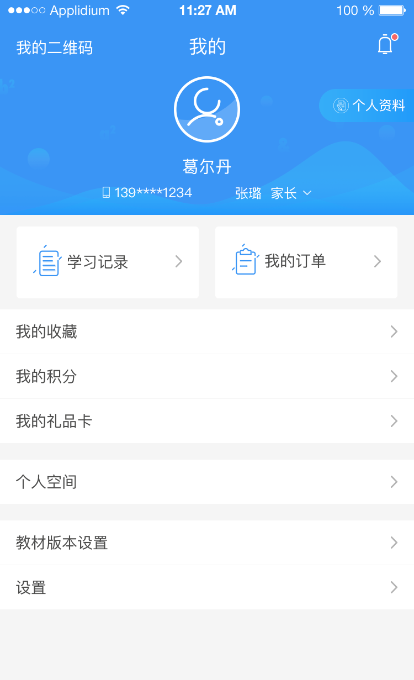 Applidium 11:27 AM 100 %
我的二维码 我的
个人资料
葛尔丹
139****1234 张璐 家长
学习记录 我的订单
我的收藏
我的积分
我的礼品卡
个人空间
教材版本设置
设置